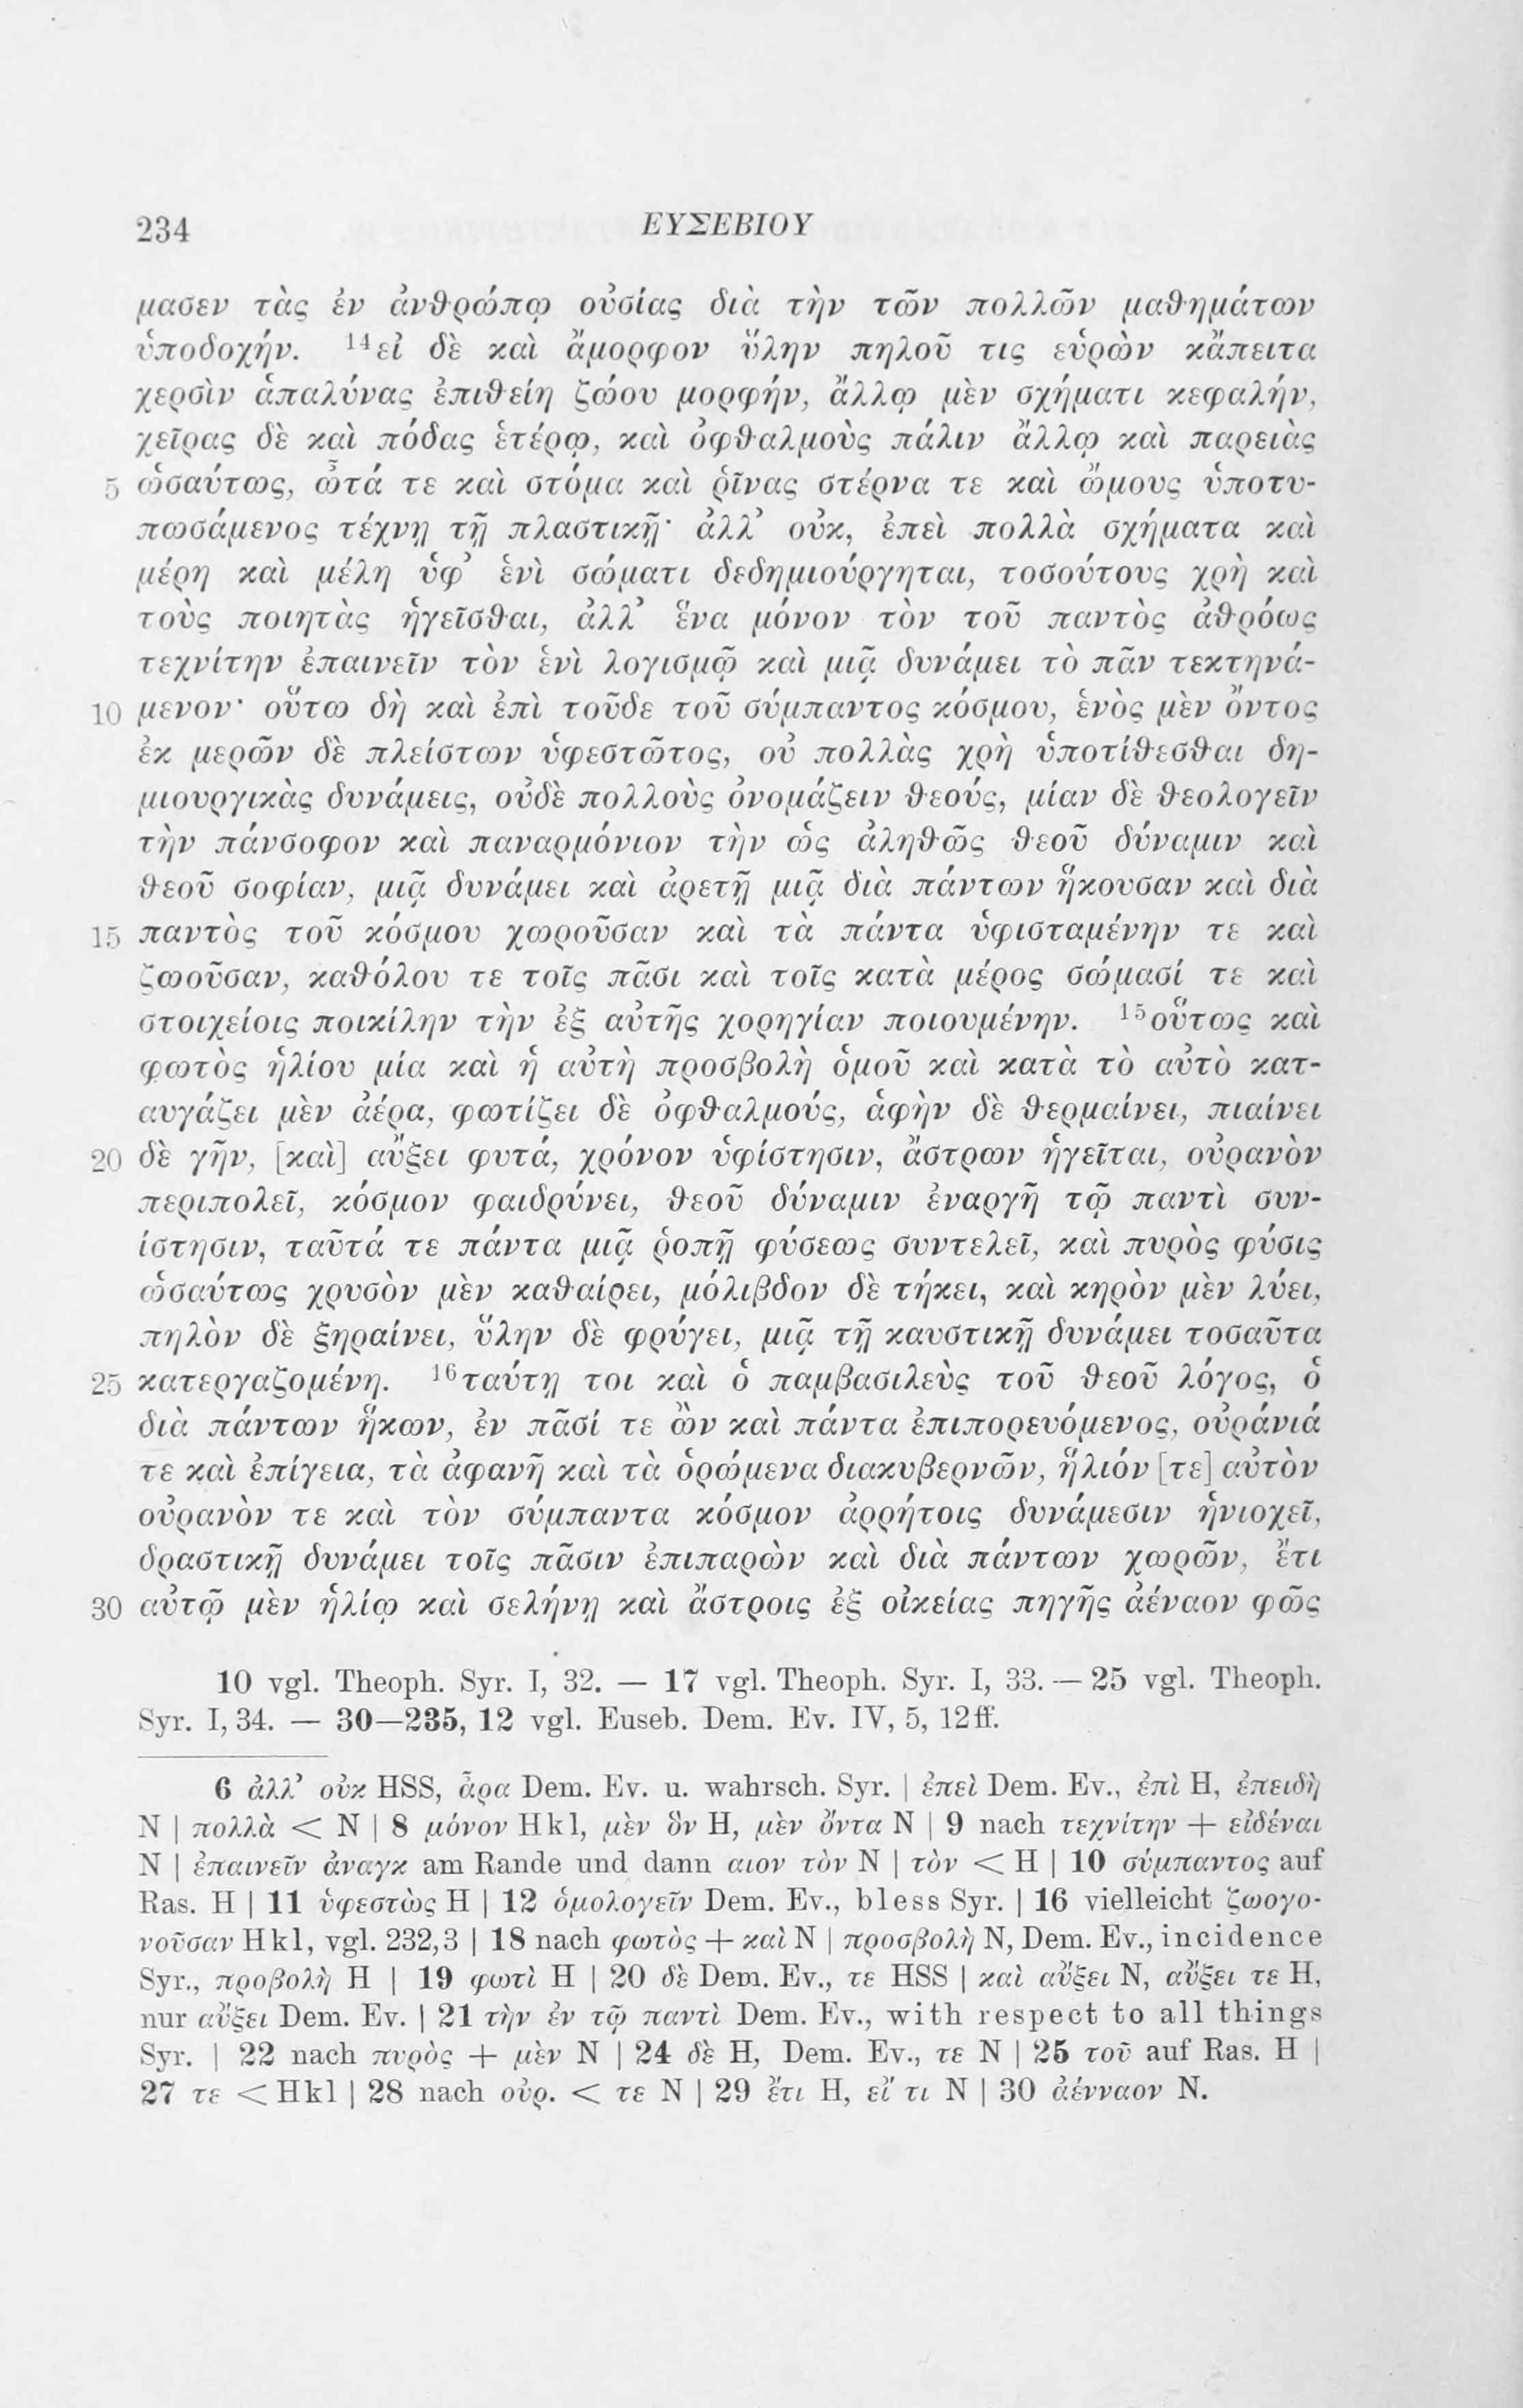 234
ΕΥΣΕΒΙΟΥ
μασεν τὰς ἐν ἀνθρώπῳ οὐσίας διὰ τὴν τῶν πολλῶν μαθημάτων
ὑποδοχήν. ¹⁴εἰ δὲ καὶ ἄμορφον ὕλην πηλοῦ τις εὑρὼν κἄπειτα
χερσὶν ἁπαλύνας ἐπιθείη ζώου μορφήν, ἄλλῳ μὲν σχήματι κεφαλήν,
χεῖρας δὲ καὶ πόδας ἑτέρῳ, καὶ ὀφθαλμοὺς πάλιν ἄλλῳ καὶ παρειὰς
5 ὡσαύτως, ὦτά τε καὶ στόμα καὶ ῥῖνας στέρνα τε καὶ ὤμους ὑποτυ-
πωσάμενος τέχνῃ τῇ πλαστικῇ· ἀλλ’ οὐκ, ἐπεὶ πολλὰ σχήματα καὶ
μέρη καὶ μέλη ὑφ’ ἑνὶ σώματι δεδημιούργηται, τοσούτους χρὴ καὶ
τοὺς ποιητὰς ἡγεῖσθαι, ἀλλ’ ἕνα μόνον τὸν τοῦ παντὸς ἀθρόως
τεχνίτην ἐπαινεῖν τὸν ἑνὶ λογισμῷ καὶ μιᾷ δυνάμει τὸ πᾶν τεκτηνά-
10 μενον· οὕτω δὴ καὶ ἐπὶ τοῦδε τοῦ σύμπαντος κόσμου, ἑνὸς μὲν ὄντος
ἐκ μερῶν δὲ πλείστων ὑφεστῶτος, οὐ πολλὰς χρὴ ὑποτίθεσθαι δη-
μιουργικὰς δυνάμεις, οὐδὲ πολλοὺς ὀνομάζειν θεούς, μίαν δὲ θεολογεῖν
τὴν πάνσοφον καὶ παναρμόνιον τὴν ὡς ἀληθῶς θεοῦ δύναμιν καὶ
θεοῦ σοφίαν, μιᾷ δυνάμει καὶ ἀρετῇ μιᾷ διὰ πάντων ἥκουσαν καὶ διὰ
15 παντὸς τοῦ κόσμου χωροῦσαν καὶ τὰ πάντα ὑφισταμένην τε καὶ
ζωοῦσαν, καθόλου τε τοῖς πᾶσι καὶ τοῖς κατὰ μέρος σώμασί τε καὶ
στοιχείοις ποικίλην τὴν ἐξ αὐτῆς χορηγίαν ποιουμένην. ¹⁵οὕτως καὶ
φωτὸς ἡλίου μία καὶ ἡ αὐτὴ προσβολὴ ὁμοῦ καὶ κατὰ τὸ αὐτὸ κατ-
αυγάζει μὲν ἀέρα, φωτίζει δὲ ὀφθαλμούς, ἁφὴν δὲ θερμαίνει, πιαίνει
20 δὲ γῆν, [καὶ] αὔξει φυτά, χρόνον ὑφίστησιν, ἄστρων ἡγεῖται, οὐρανὸν
περιπολεῖ, κόσμον φαιδρύνει, θεοῦ δύναμιν ἐναργῆ τῷ παντὶ συν-
ίστησιν, ταῦτά τε πάντα μιᾷ ῥοπῇ φύσεως συντελεῖ, καὶ πυρὸς φύσις
ὡσαύτως χρυσὸν μὲν καθαίρει, μόλιβδον δὲ τήκει, καὶ κηρὸν μὲν λύει,
πηλὸν δὲ ξηραίνει, ὕλην δὲ φρύγει, μιᾷ τῇ καυστικῇ δυνάμει τοσαῦτα
25 κατεργαζομένη. ¹⁶ταύτῃ τοι καὶ ὁ παμβασιλεὺς τοῦ θεοῦ λόγος, ὁ
διὰ πάντων ἥκων, ἐν πᾶσί τε ὢν καὶ πάντα ἐπιπορευόμενος, οὐράνιά
τε καὶ ἐπίγεια, τὰ ἀφανῆ καὶ τὰ ὁρώμενα διακυβερνῶν, ἥλιόν [τε] αὐτὸν
οὐρανὸν τε καὶ τὸν σύμπαντα κόσμον ἀρρήτοις δυνάμεσιν ἡνιοχεῖ,
δραστικῇ δυνάμει τοῖς πᾶσιν ἐπιπαρὼν καὶ διὰ πάντων χωρῶν, ἔτι
30 αὐτῷ μὲν ἡλίῳ καὶ σελήνῃ καὶ ἄστροις ἐξ οἰκείας πηγῆς ἀέναον φῶς
10 vgl. Theoph. Syr. I, 32. — 17 vgl. Theoph. Syr. I, 33. — 25 vgl. Theoph.
Syr. I, 34. — 30—235, 12 vgl. Euseb. Dem. Ev. IV, 5, 12 ff.
6 ἀλλ’ οὐκ HSS, ἆρα Dem. Ev. u. wahrsch. Syr. | ἐπεὶ Dem. Ev., ἐπὶ H, ἐπειδὴ
N | πολλὰ < N | 8 μόνον Hkl, μὲν ὃν H, μὲν ὄντα N | 9 nach τεχνίτην + εἰδέναι
N | ἐπαινεῖν ἀναγκ am Rande und dann αιον τὸν N | τὸν < H | 10 σύμπαντος auf
Ras. H | 11 ὑφεστὼς H | 12 ὁμολογεῖν Dem. Ev., bless Syr. | 16 vielleicht ζωογο-
νοῦσαν Hkl, vgl. 232,3 | 18 nach φωτὸς + καὶ N | προσβολὴ N, Dem. Ev., incidence
Syr., προβολὴ H | 19 φωτὶ H | 20 δὲ Dem. Ev., τε HSS | καὶ αὔξει N, αὔξει τε H,
nur αὔξει Dem. Ev. | 21 τὴν ἐν τῷ παντὶ Dem. Ev., with respect to all things
Syr. | 22 nach πυρὸς + μὲν N | 24 δὲ H, Dem. Ev., τε N | 25 τοῦ auf Ras. H |
27 τε < Hkl | 28 nach οὐρ. < τε N | 29 ἔτι H, εἴ τι N | 30 ἀένναον N.